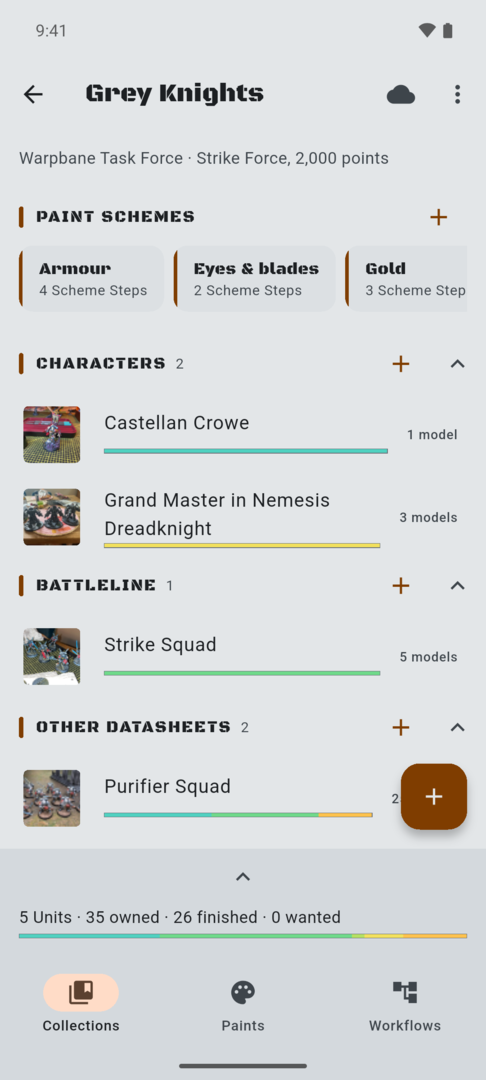 9:41
Grey Knights
Warpbane Task Force · Strike Force, 2,000 points
PAINT SCHEMES
Armour
4 Scheme Steps
Eyes & blades
2 Scheme Steps
Gold
3 Scheme Step
CHARACTERS 2
Castellan Crowe
1 model
Grand Master in Nemesis
Dreadknight
3 models
BATTLELINE 1
Strike Squad
5 models
OTHER DATASHEETS 2
Purifier Squad
2
5 Units · 35 owned · 26 finished · 0 wanted
Collections
Paints
Workflows